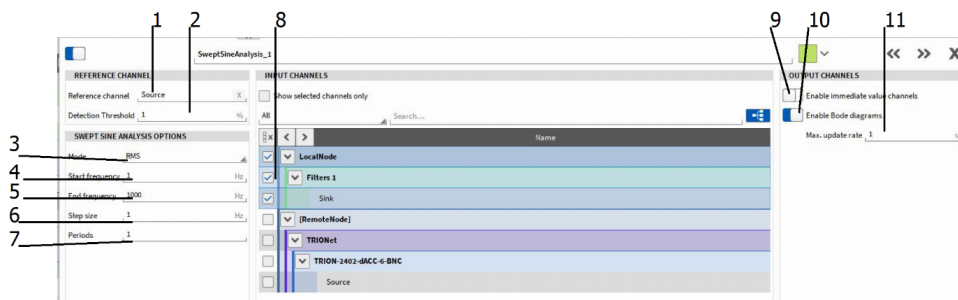 1 2 8 9 10 11
SweptSineAnalysis_1
<< >> X
REFERENCE CHANNEL
Reference channel Source X
Detection Threshold 1 %
SWEPT SINE ANALYSIS OPTIONS
3 Mode RMS
4 Start frequency 1 Hz
5 End frequency 1000 Hz
6 Step size 1 Hz
7 Periods 1
INPUT CHANNELS
Show selected channels only
All Search...
< > Name
LocalNode
Filters 1
Sink
[RemoteNode]
TRIONet
TRION-2402-dACC-6-BNC
Source
OUTPUT CHANNELS
Enable immediate value channels
Enable Bode diagrams
Max. update rate 1 s